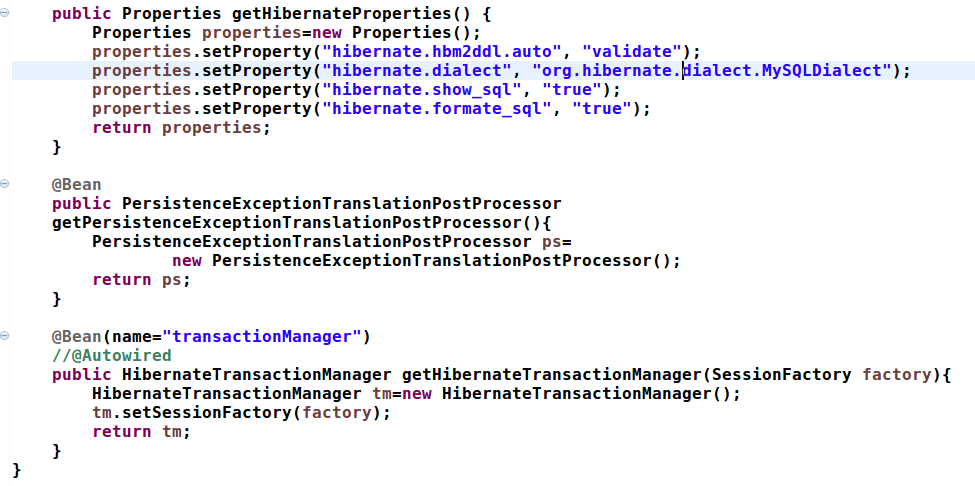 public Properties getHibernateProperties() {
Properties properties=new Properties();
properties.setProperty("hibernate.hbm2ddl.auto", "validate");
properties.setProperty("hibernate.dialect", "org.hibernate.dialect.MySQLDialect");
properties.setProperty("hibernate.show_sql", "true");
properties.setProperty("hibernate.formate_sql", "true");
return properties;
}
@Bean
public PersistenceExceptionTranslationPostProcessor
getPersistenceExceptionTranslationPostProcessor(){
PersistenceExceptionTranslationPostProcessor ps=
new PersistenceExceptionTranslationPostProcessor();
return ps;
}
@Bean(name="transactionManager")
//@Autowired
public HibernateTransactionManager getHibernateTransactionManager(SessionFactory factory){
HibernateTransactionManager tm=new HibernateTransactionManager();
tm.setSessionFactory(factory);
return tm;
}
}